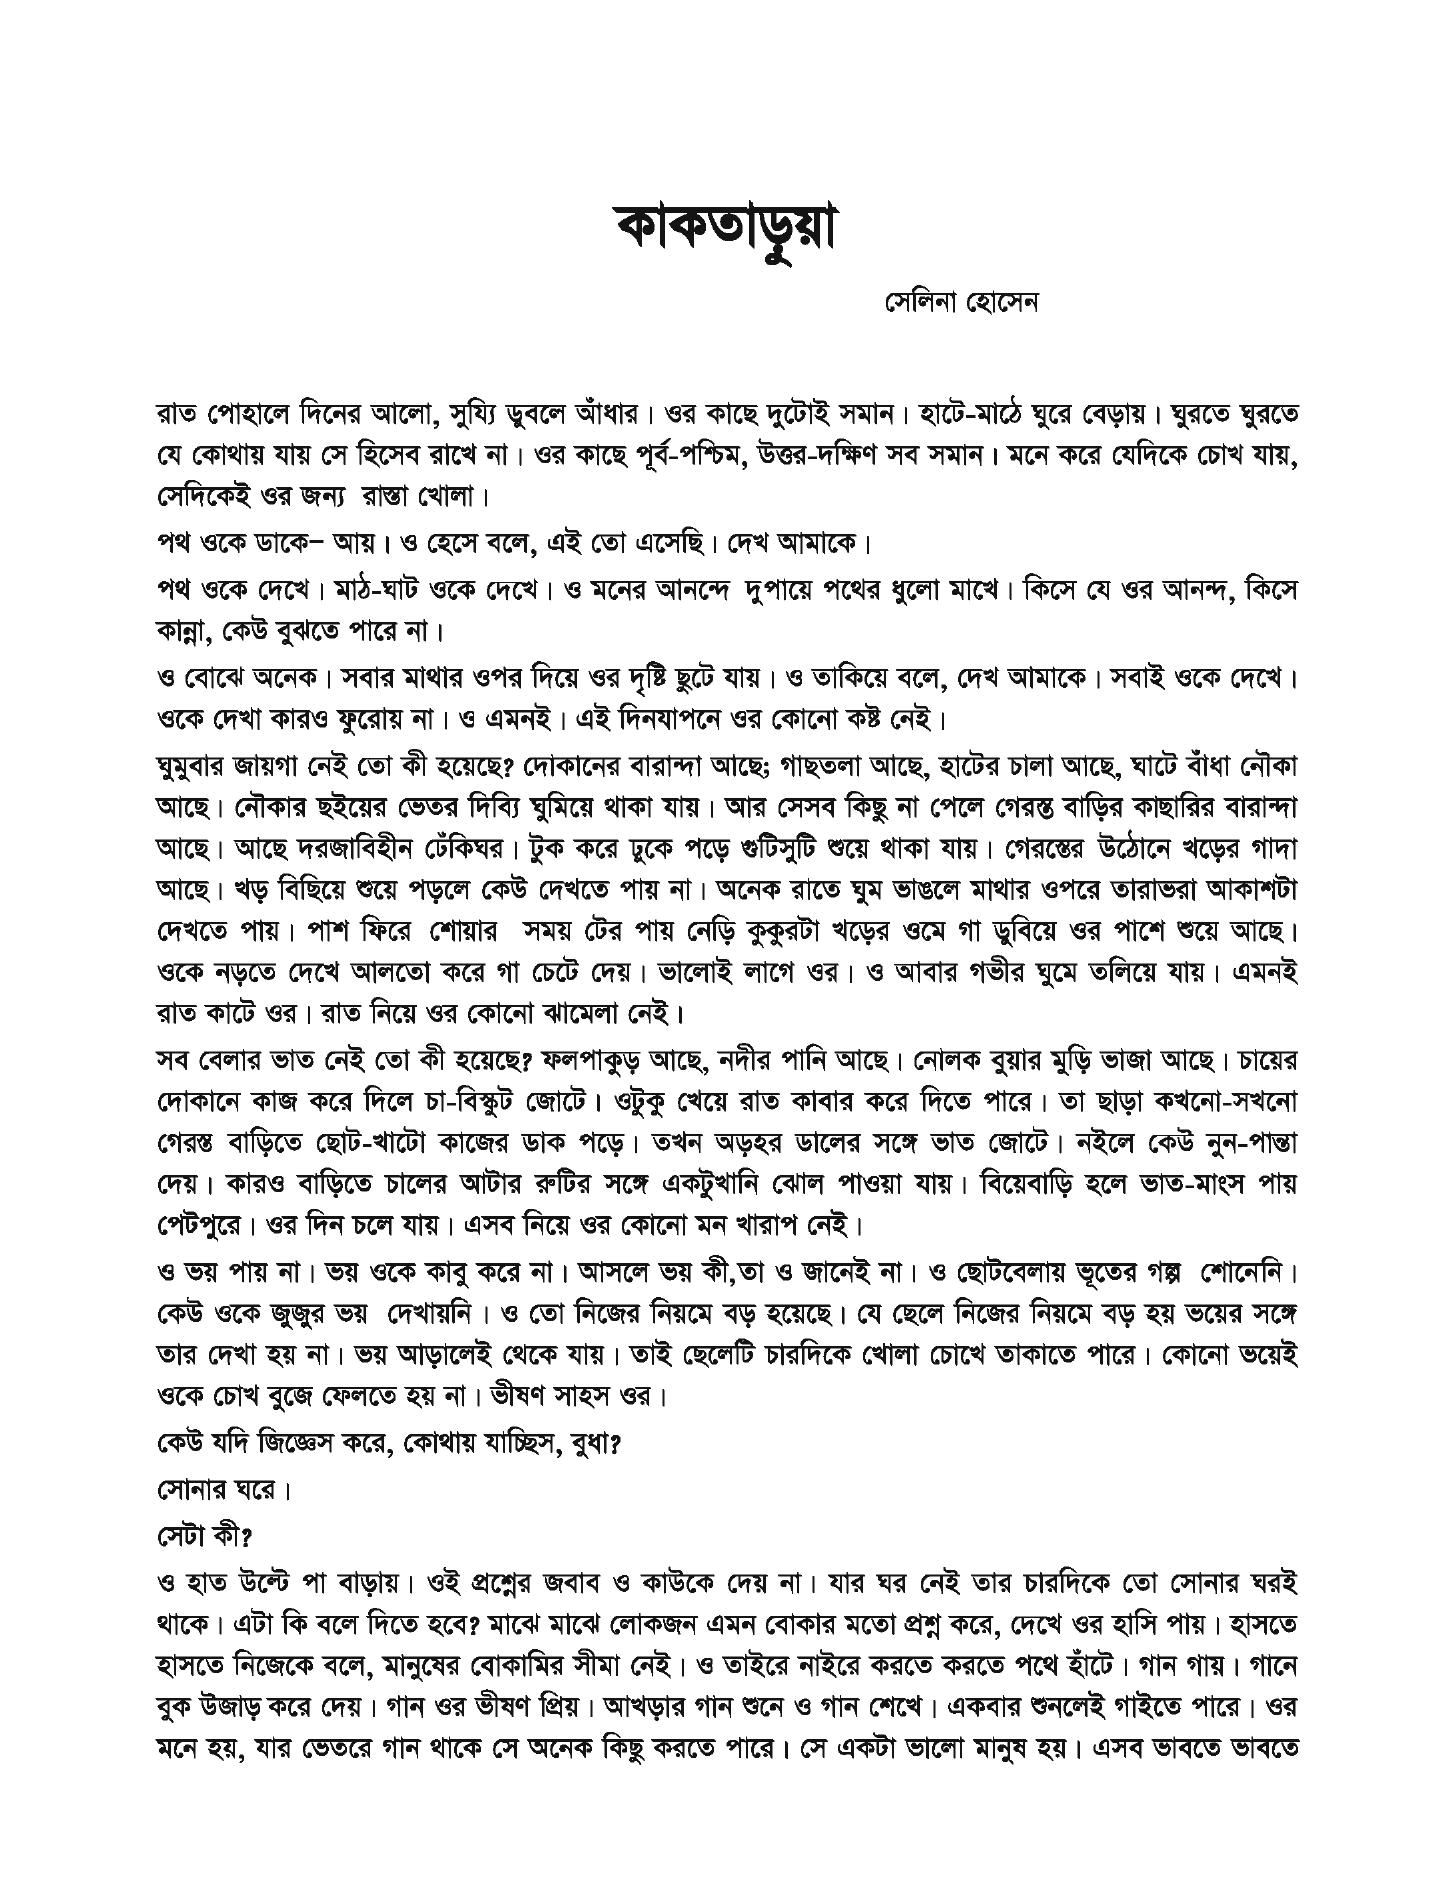 কাকতাড়ুয়া
সেলিনা হোসেন
রাত পোহালে দিনের আলো, সুয্যি ডুবলে আঁধার। ওর কাছে দুটোই সমান। হাটে-মাঠে ঘুরে বেড়ায়। ঘুরতে ঘুরতে
যে কোথায় যায় সে হিসেব রাখে না। ওর কাছে পূর্ব-পশ্চিম, উত্তর-দক্ষিণ সব সমান। মনে করে যেদিকে চোখ যায়,
সেদিকেই ওর জন্য রাস্তা খোলা।
পথ ওকে ডাকে– আয়। ও হেসে বলে, এই তো এসেছি। দেখ আমাকে।
পথ ওকে দেখে। মাঠ-ঘাট ওকে দেখে। ও মনের আনন্দে দুপায়ে পথের ধুলো মাখে। কিসে যে ওর আনন্দ, কিসে
কান্না, কেউ বুঝতে পারে না।
ও বোঝে অনেক। সবার মাথার ওপর দিয়ে ওর দৃষ্টি ছুটে যায়। ও তাকিয়ে বলে, দেখ আমাকে। সবাই ওকে দেখে।
ওকে দেখা কারও ফুরোয় না। ও এমনই। এই দিনযাপনে ওর কোনো কষ্ট নেই।
ঘুমুবার জায়গা নেই তো কী হয়েছে? দোকানের বারান্দা আছে; গাছতলা আছে, হাটের চালা আছে, ঘাটে বাঁধা নৌকা
আছে। নৌকার ছইয়ের ভেতর দিব্যি ঘুমিয়ে থাকা যায়। আর সেসব কিছু না পেলে গেরস্ত বাড়ির কাছারির বারান্দা
আছে। আছে দরজাবিহীন ঢেঁকিঘর। টুক করে ঢুকে পড়ে গুটিসুটি শুয়ে থাকা যায়। গেরস্তের উঠোনে খড়ের গাদা
আছে। খড় বিছিয়ে শুয়ে পড়লে কেউ দেখতে পায় না। অনেক রাতে ঘুম ভাঙলে মাথার ওপরে তারাভরা আকাশটা
দেখতে পায়। পাশ ফিরে শোয়ার সময় টের পায় নেড়ি কুকুরটা খড়ের ওমে গা ডুবিয়ে ওর পাশে শুয়ে আছে।
ওকে নড়তে দেখে আলতো করে গা চেটে দেয়। ভালোই লাগে ওর। ও আবার গভীর ঘুমে তলিয়ে যায়। এমনই
রাত কাটে ওর। রাত নিয়ে ওর কোনো ঝামেলা নেই।
সব বেলার ভাত নেই তো কী হয়েছে? ফলপাকুড় আছে, নদীর পানি আছে। নোলক বুয়ার মুড়ি ভাজা আছে। চায়ের
দোকানে কাজ করে দিলে চা-বিস্কুট জোটে। ওটুকু খেয়ে রাত কাবার করে দিতে পারে। তা ছাড়া কখনো-সখনো
গেরস্ত বাড়িতে ছোট-খাটো কাজের ডাক পড়ে। তখন অড়হর ডালের সঙ্গে ভাত জোটে। নইলে কেউ নুন-পান্তা
দেয়। কারও বাড়িতে চালের আটার রুটির সঙ্গে একটুখানি ঝোল পাওয়া যায়। বিয়েবাড়ি হলে ভাত-মাংস পায়
পেটপুরে। ওর দিন চলে যায়। এসব নিয়ে ওর কোনো মন খারাপ নেই।
ও ভয় পায় না। ভয় ওকে কাবু করে না। আসলে ভয় কী,তা ও জানেই না। ও ছোটবেলায় ভূতের গল্প শোনেনি।
কেউ ওকে জুজুর ভয় দেখায়নি। ও তো নিজের নিয়মে বড় হয়েছে। যে ছেলে নিজের নিয়মে বড় হয় ভয়ের সঙ্গে
তার দেখা হয় না। ভয় আড়ালেই থেকে যায়। তাই ছেলেটি চারদিকে খোলা চোখে তাকাতে পারে। কোনো ভয়েই
ওকে চোখ বুজে ফেলতে হয় না। ভীষণ সাহস ওর।
কেউ যদি জিজ্ঞেস করে, কোথায় যাচ্ছিস, বুধা?
সোনার ঘরে।
সেটা কী?
ও হাত উল্টে পা বাড়ায়। ওই প্রশ্নের জবাব ও কাউকে দেয় না। যার ঘর নেই তার চারদিকে তো সোনার ঘরই
থাকে। এটা কি বলে দিতে হবে? মাঝে মাঝে লোকজন এমন বোকার মতো প্রশ্ন করে, দেখে ওর হাসি পায়। হাসতে
হাসতে নিজেকে বলে, মানুষের বোকামির সীমা নেই। ও তাইরে নাইরে করতে করতে পথে হাঁটে। গান গায়। গানে
বুক উজাড় করে দেয়। গান ওর ভীষণ প্রিয়। আখড়ার গান শুনে ও গান শেখে। একবার শুনলেই গাইতে পারে। ওর
মনে হয়, যার ভেতরে গান থাকে সে অনেক কিছু করতে পারে। সে একটা ভালো মানুষ হয়। এসব ভাবতে ভাবতে